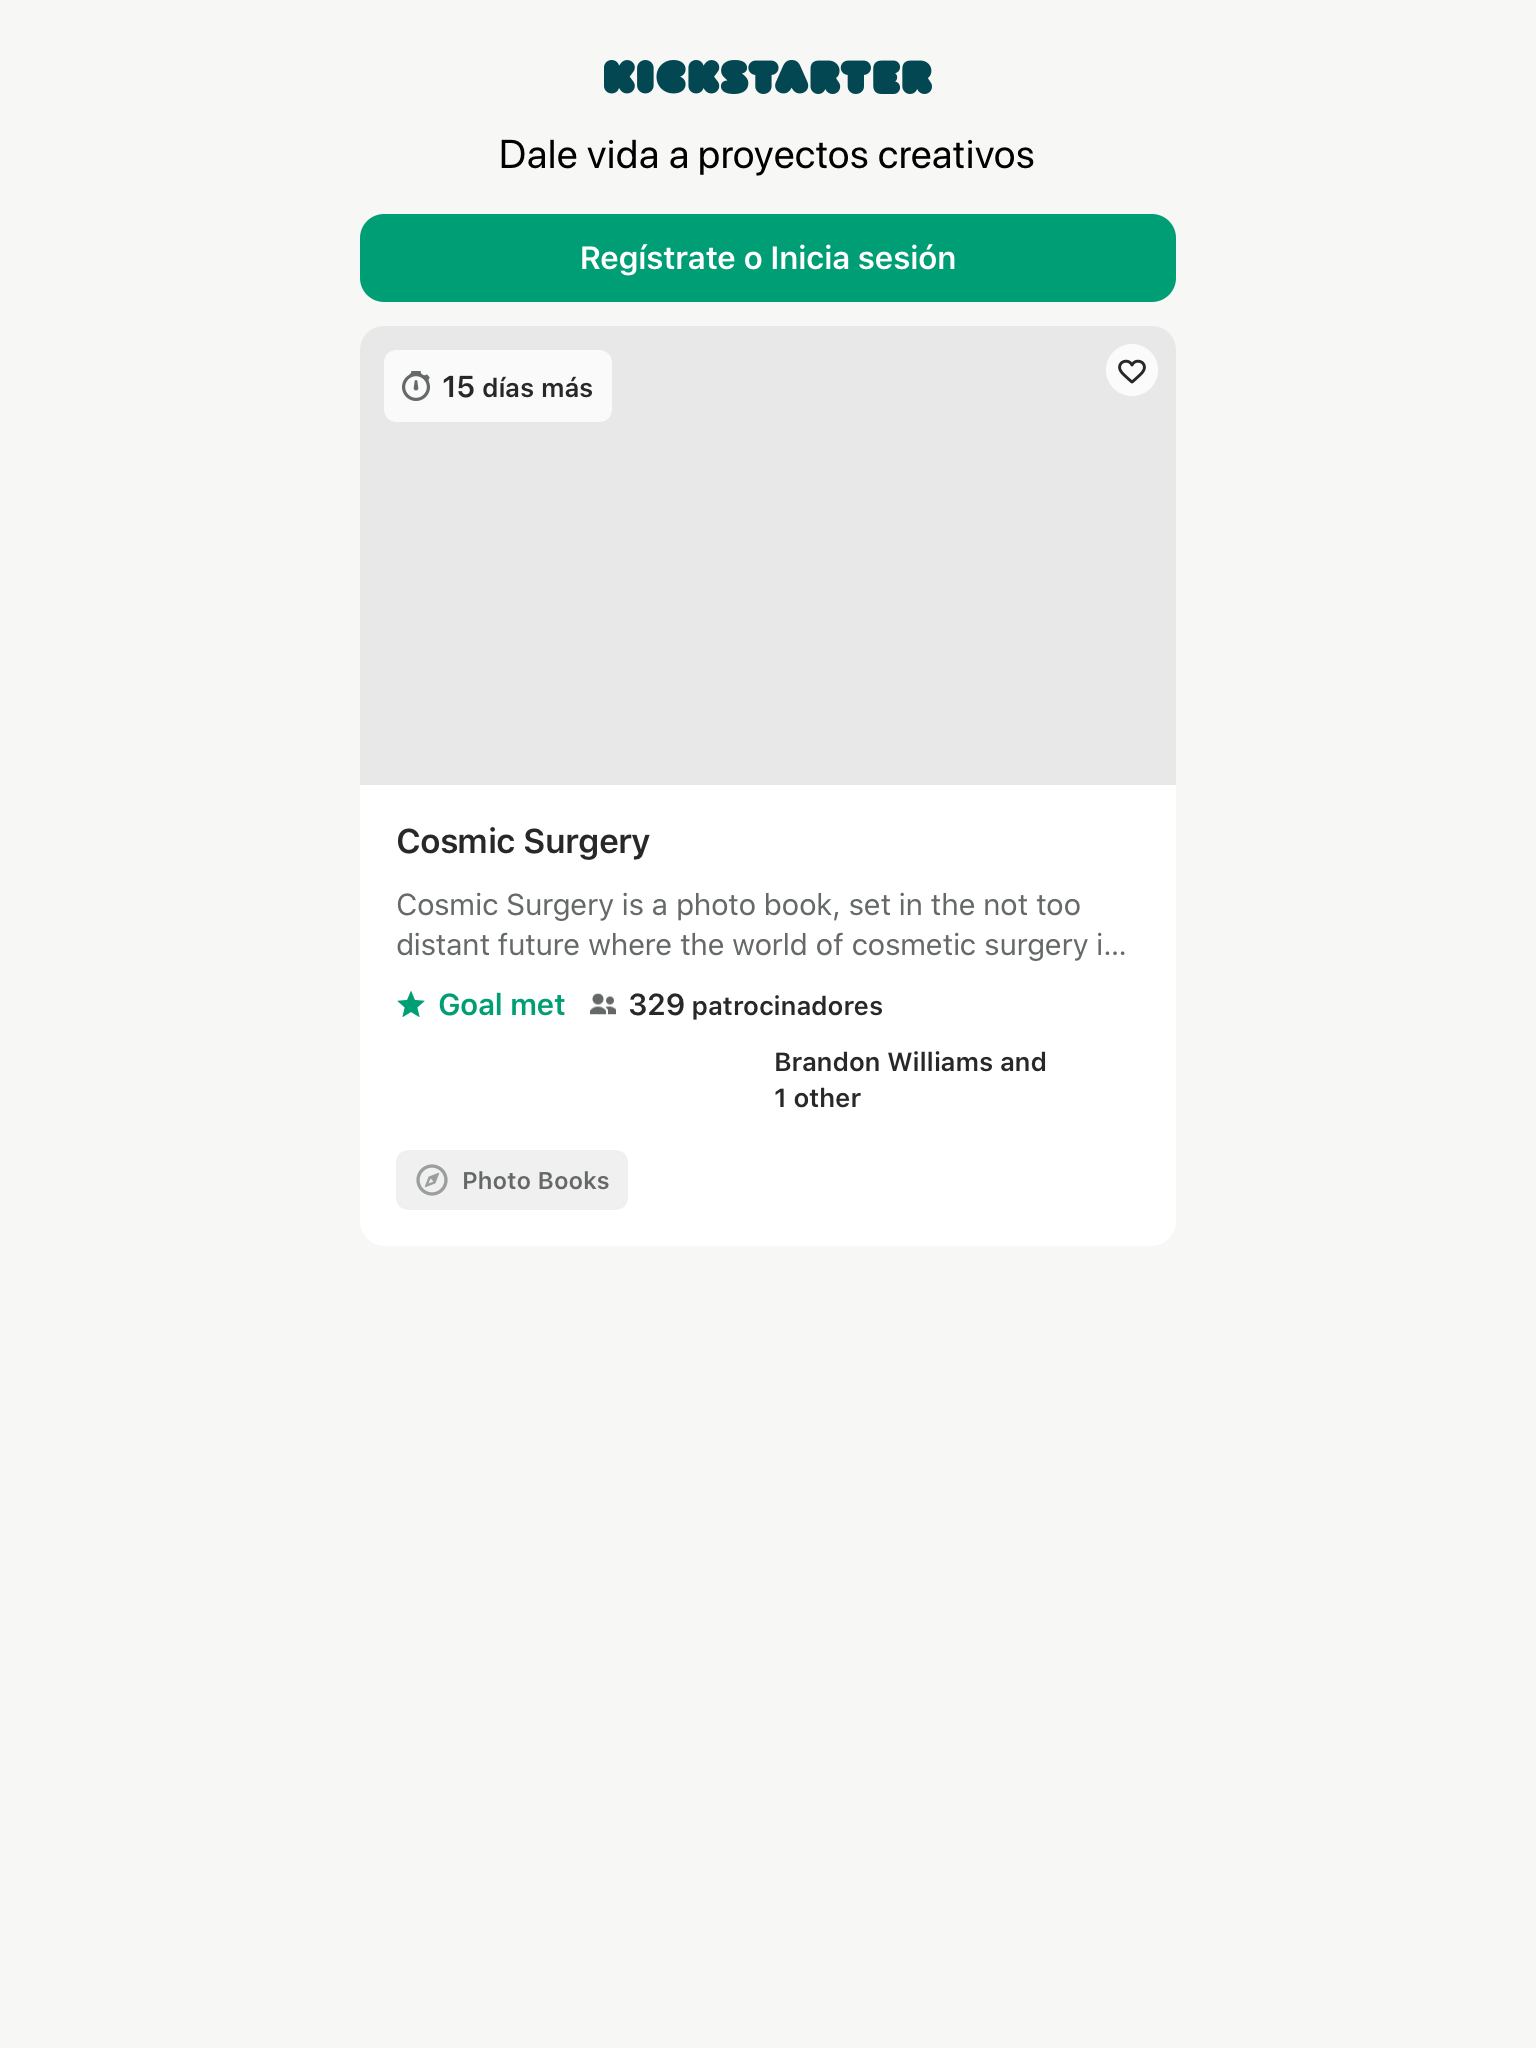 KICKSTARTER
Dale vida a proyectos creativos
Regístrate o Inicia sesión
15 días más
Cosmic Surgery
Cosmic Surgery is a photo book, set in the not too
distant future where the world of cosmetic surgery i...
Goal met 329 patrocinadores
Brandon Williams and
1 other
Photo Books